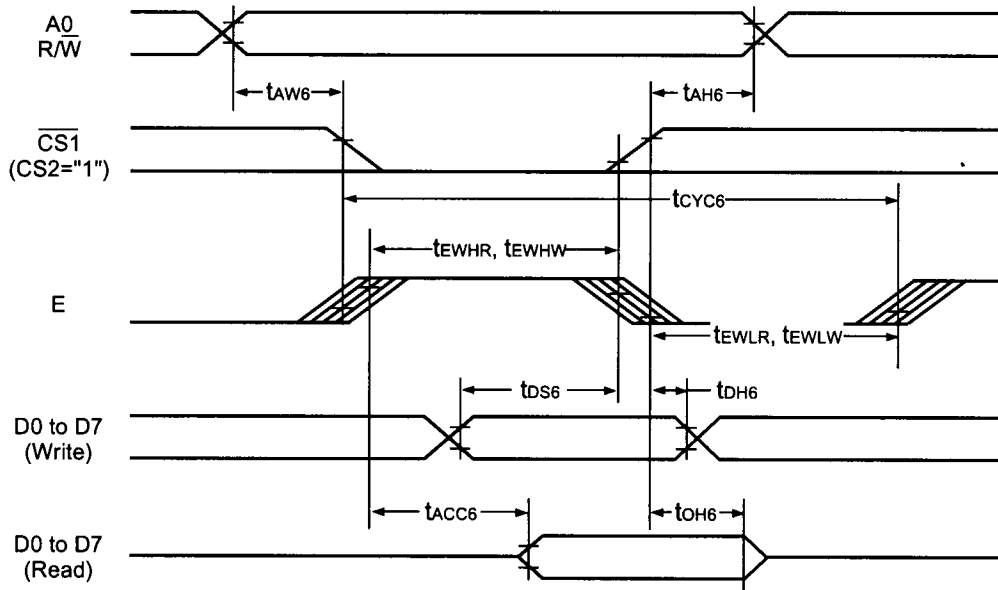 A0
R/W̅
tAW6
tAH6
C̅S̅1̅
(CS2="1")
tCYC6
tEWHR, tEWHW
E
tEWLR, tEWLW
tDS6
tDH6
D0 to D7
(Write)
tACC6
tOH6
D0 to D7
(Read)